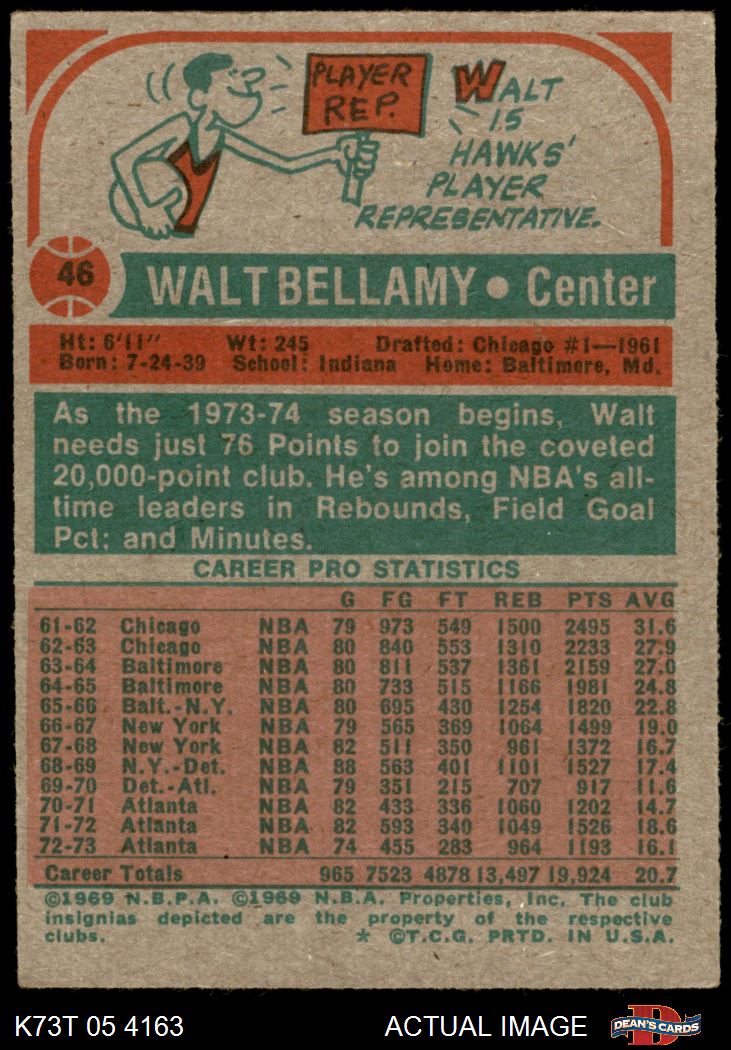 PLAYER
REP.
WALT
IS
HAWKS'
PLAYER
REPRESENTATIVE.
46
WALT BELLAMY • Center
Ht: 6'11" Wt: 245 Drafted: Chicago #1—1961
Born: 7-24-39 School: Indiana Home: Baltimore, Md.
As the 1973-74 season begins, Walt
needs just 76 Points to join the coveted
20,000-point club. He's among NBA's all-
time leaders in Rebounds, Field Goal
Pct; and Minutes.
CAREER PRO STATISTICS
G FG FT REB PTS AVG
61-62 Chicago NBA 79 973 549 1500 2495 31.6
62-63 Chicago NBA 80 840 553 1310 2233 27.9
63-64 Baltimore NBA 80 811 537 1361 2159 27.0
64-65 Baltimore NBA 80 733 515 1166 1981 24.8
65-66 Balt.-N.Y. NBA 80 695 430 1254 1820 22.8
66-67 New York NBA 79 565 369 1064 1499 19.0
67-68 New York NBA 82 511 350 961 1372 16.7
68-69 N.Y.-Det. NBA 88 563 401 1101 1527 17.4
69-70 Det.-Atl. NBA 79 351 215 707 917 11.6
70-71 Atlanta NBA 82 433 336 1060 1202 14.7
71-72 Atlanta NBA 82 593 340 1049 1526 18.6
72-73 Atlanta NBA 74 455 283 964 1193 16.1
Career Totals 965 7523 4878 13,497 19,924 20.7
©1969 N.B.P.A. ©1969 N.B.A. Properties, Inc. The club
insignias depicted are the property of the respective
clubs. * ©T.C.G. PRTD. IN U.S.A.
K73T 05 4163 ACTUAL IMAGE
D
DEAN'S CARDS